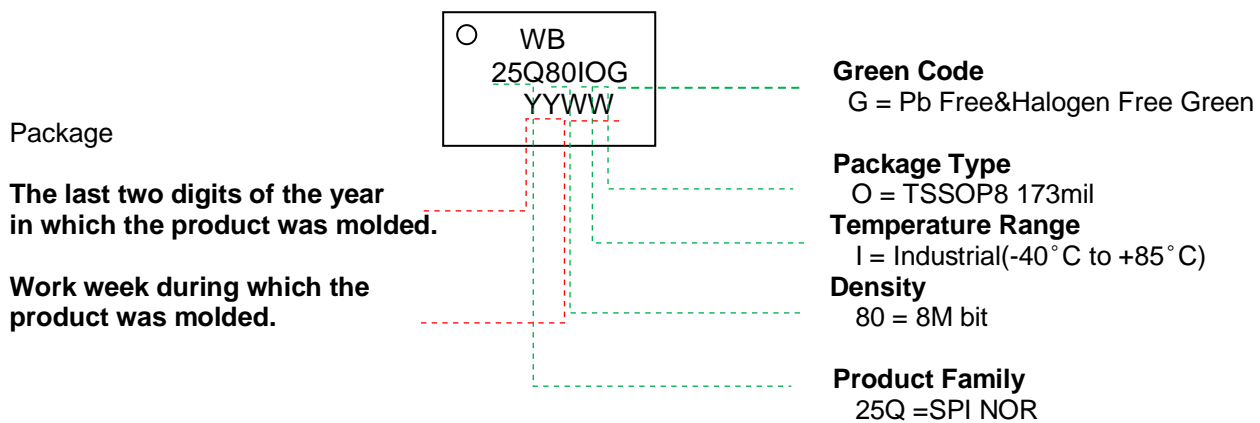 WB
25Q80IOG
YYWW
Package
The last two digits of the year
in which the product was molded.
Work week during which the
product was molded.
Green Code
G = Pb Free&Halogen Free Green
Package Type
O = TSSOP8 173mil
Temperature Range
I = Industrial(-40˚C to +85˚C)
Density
80 = 8M bit
Product Family
25Q =SPI NOR